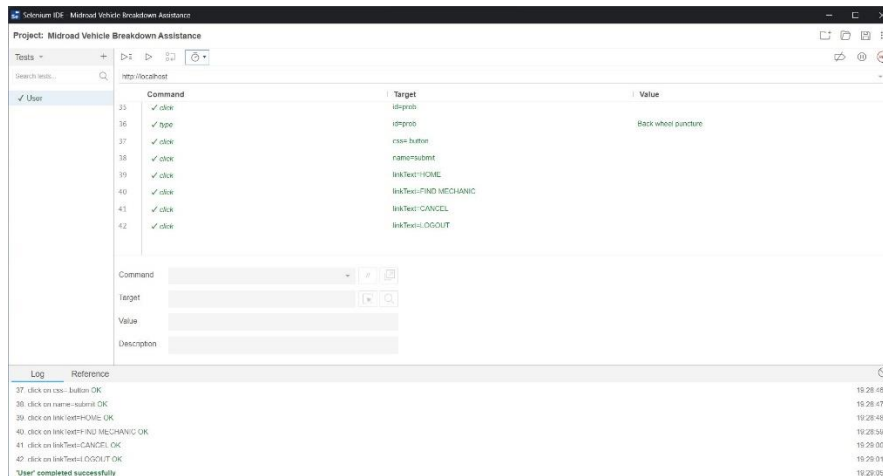 Selenium IDE - Midroad Vehicle Breakdown Assistance
Project: Midroad Vehicle Breakdown Assistance
Tests
Search tests...
http://localhost
✓ User
Command Target Value
35 ✓ click id=prob
36 ✓ type id=prob Back wheel puncture
37 ✓ click css=.button
38 ✓ click name=submit
39 ✓ click linkText=HOME
40 ✓ click linkText=FIND MECHANIC
41 ✓ click linkText=CANCEL
42 ✓ click linkText=LOGOUT
Command
Target
Value
Description
Log Reference
37. click on css=.button OK 19:28:46
38. click on name=submit OK 19:28:47
39. click on linkText=HOME OK 19:28:48
40. click on linkText=FIND MECHANIC OK 19:28:59
41. click on linkText=CANCEL OK 19:29:00
42. click on linkText=LOGOUT OK 19:29:01
'User' completed successfully 19:29:05